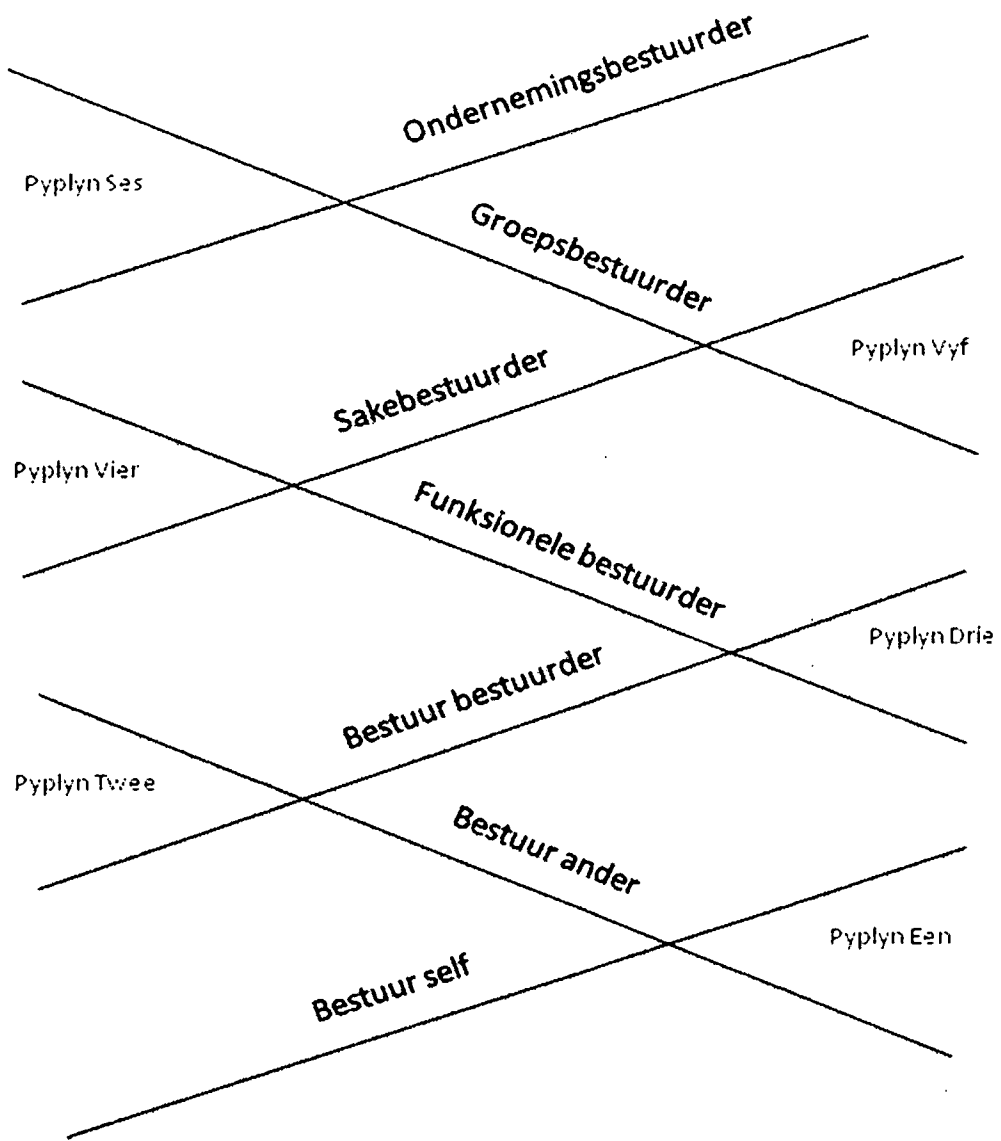 Ondernemingsbestuurder
Pyplyn Ses
Groepsbestuurder
Pyplyn Vyf
Sakebestuurder
Pyplyn Vier
Funksionele bestuurder
Pyplyn Drie
Bestuur bestuurder
Pyplyn Twee
Bestuur ander
Pyplyn Een
Bestuur self